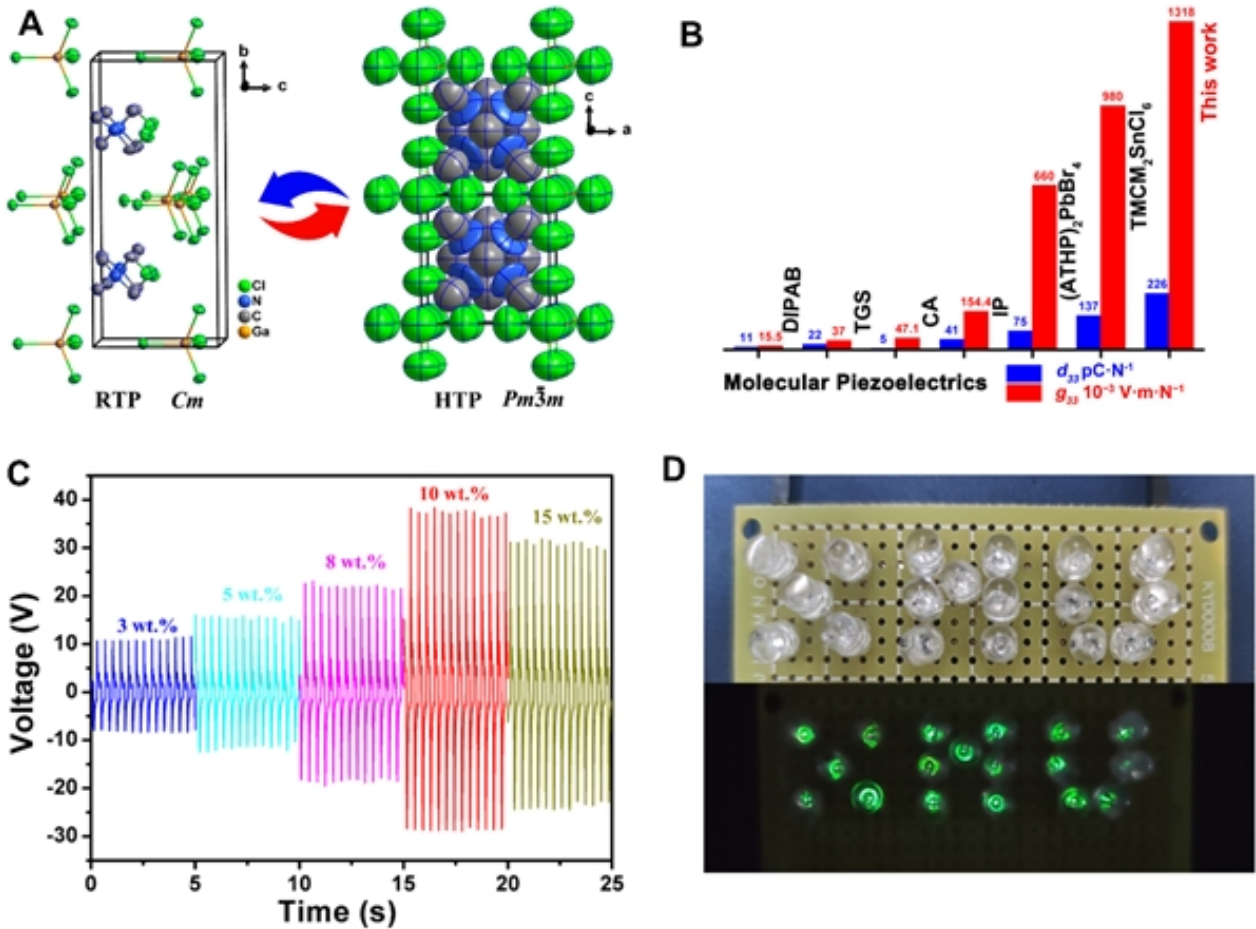 A
b
c
Cl
N
C
Ga
RTP Cm
c
a
HTP Pm3̄m
B
11
15.5
DIPAB
22
37
TGS
5
47.1
CA
41
154.4
IP
75
660
(ATHP)₂PbBr₄
137
980
TMCM₂SnCl₆
226
1318
This work
Molecular Piezoelectrics
d₃₃ pC·N⁻¹
g₃₃ 10⁻³ V·m·N⁻¹
C
Voltage (V)
40
30
20
10
0
-10
-20
-30
3 wt.%
5 wt.%
8 wt.%
10 wt.%
15 wt.%
0 5 10 15 20 25
Time (s)
D